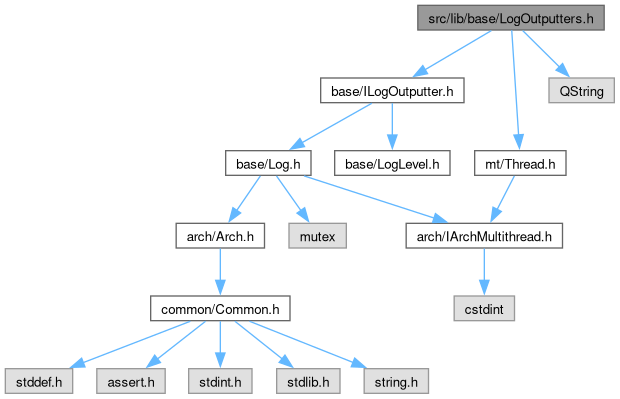 src/lib/base/LogOutputters.h
base/ILogOutputter.h
QString
base/Log.h
base/LogLevel.h
mt/Thread.h
arch/Arch.h
mutex
arch/IArchMultithread.h
common/Common.h
cstdint
stddef.h
assert.h
stdint.h
stdlib.h
string.h